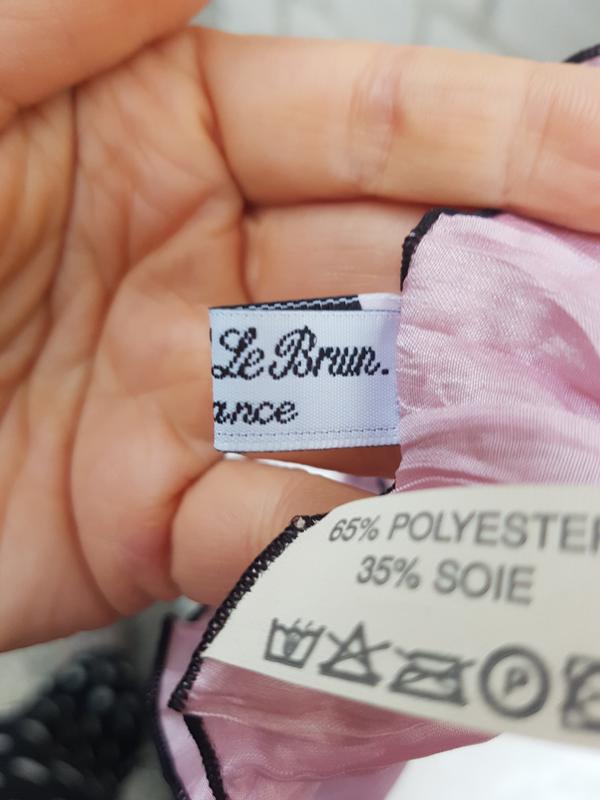 Le Brun.
ance
65% POLYESTER
35% SOIE
P